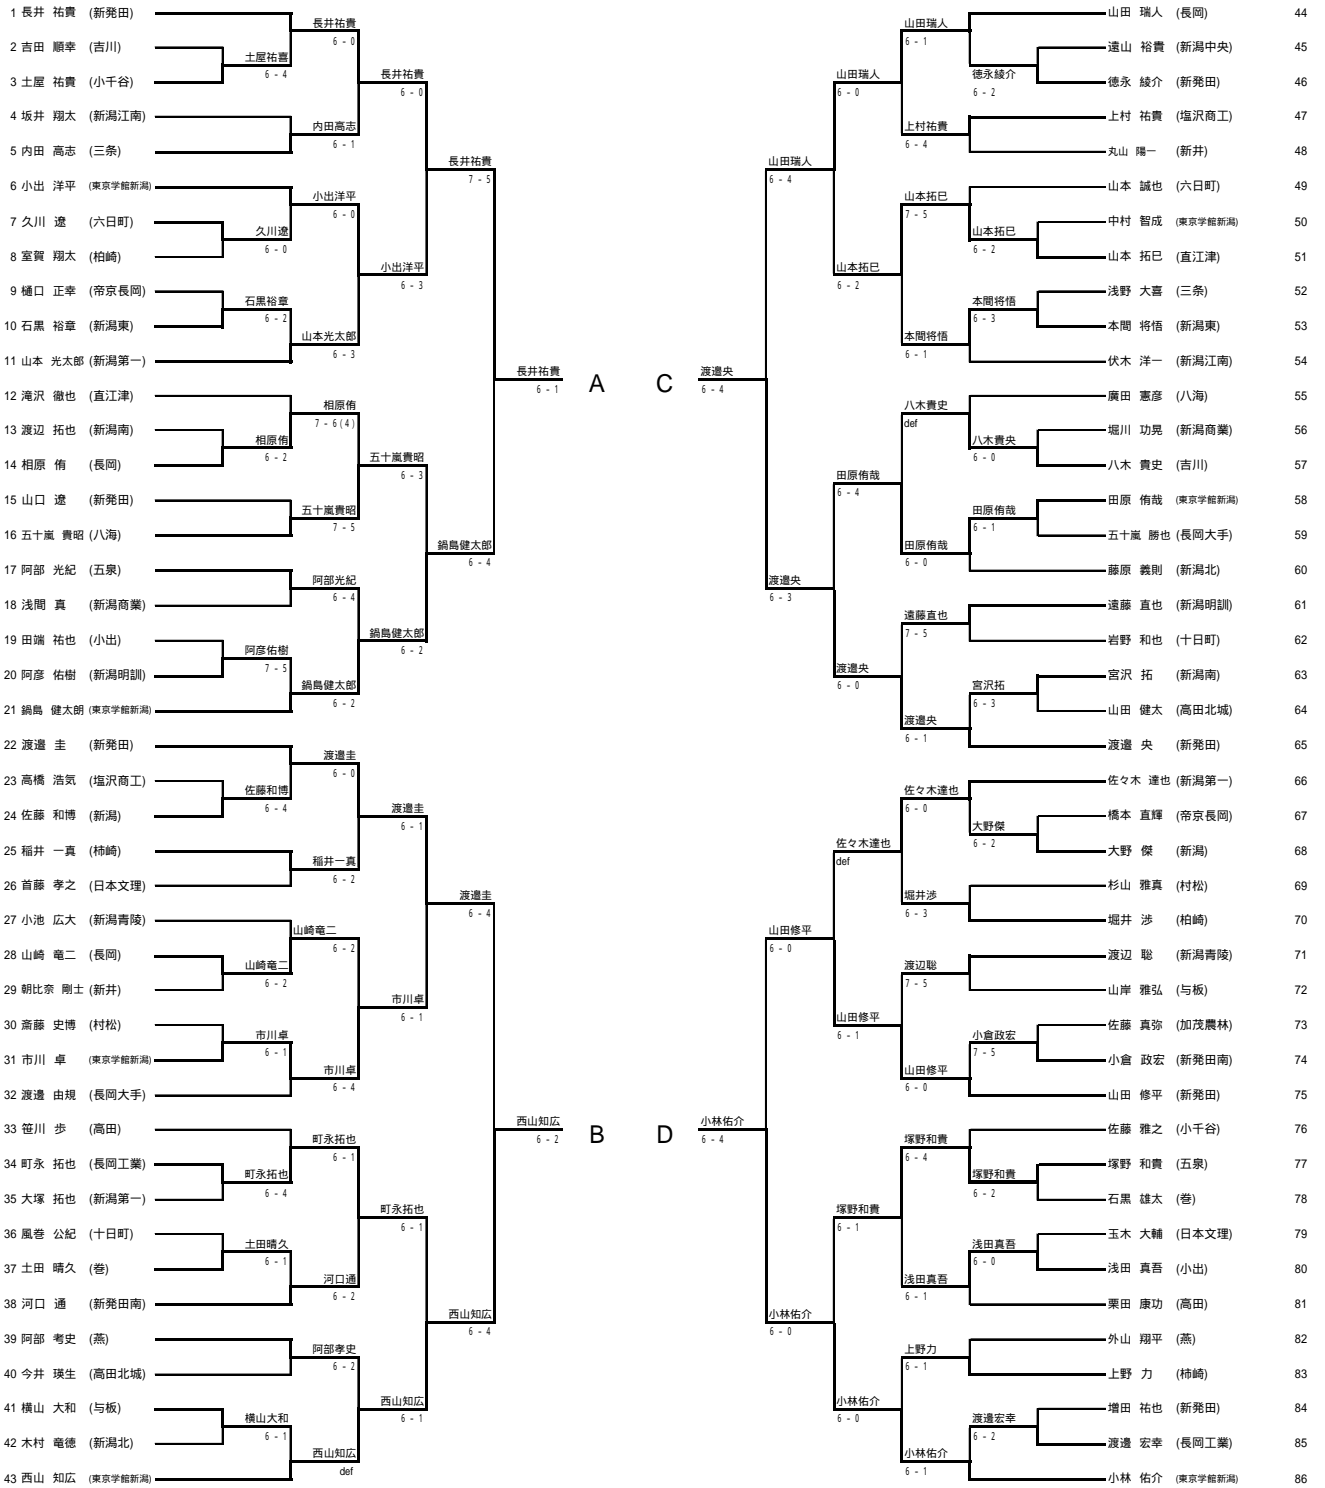 1 長井 祐貴 (新発田)
2 吉田 順幸 (吉川)
3 土屋 祐貴 (小千谷)
4 坂井 翔太 (新潟江南)
5 内田 高志 (三条)
6 小出 洋平 (東京学館新潟)
7 久川 遼 (六日町)
8 室賀 翔太 (柏崎)
9 樋口 正幸 (帝京長岡)
10 石黒 裕章 (新潟東)
11 山本 光太郎 (新潟第一)
12 滝沢 徹也 (直江津)
13 渡辺 拓也 (新潟南)
14 相原 侑 (長岡)
15 山口 遼 (新発田)
16 五十嵐 貴昭 (八海)
17 阿部 光紀 (五泉)
18 浅間 真 (新潟商業)
19 田端 祐也 (小出)
20 阿彦 佑樹 (新潟明訓)
21 鍋島 健太朗 (東京学館新潟)
22 渡邉 圭 (新発田)
23 高橋 浩気 (塩沢商工)
24 佐藤 和博 (新潟)
25 稲井 一真 (柿崎)
26 首藤 孝之 (日本文理)
27 小池 広大 (新潟青陵)
28 山崎 竜二 (長岡)
29 朝比奈 剛士 (新井)
30 斎藤 史博 (村松)
31 市川 卓 (東京学館新潟)
32 渡邊 由規 (長岡大手)
33 笹川 歩 (高田)
34 町永 拓也 (長岡工業)
35 大塚 拓也 (新潟第一)
36 風巻 公紀 (十日町)
37 土田 晴久 (巻)
38 河口 通 (新発田南)
39 阿部 考史 (燕)
40 今井 瑛生 (高田北城)
41 横山 大和 (与板)
42 木村 竜徳 (新潟北)
43 西山 知広 (東京学館新潟)
土屋祐喜
6 - 4
久川遼
6 - 0
石黒裕章
6 - 2
相原侑
6 - 2
阿彦佑樹
7 - 5
佐藤和博
6 - 4
山崎竜二
6 - 2
市川卓
6 - 1
町永拓也
6 - 4
土田晴久
6 - 1
横山大和
6 - 1
長井祐貴
6 - 0
内田高志
6 - 1
小出洋平
6 - 0
山本光太郎
6 - 3
相原侑
7 - 6(4)
五十嵐貴昭
7 - 5
阿部光紀
6 - 4
鍋島健太郎
6 - 2
渡邉圭
6 - 0
稲井一真
6 - 2
山崎竜二
6 - 2
市川卓
6 - 4
町永拓也
6 - 1
河口通
6 - 2
阿部孝史
6 - 2
西山知広
def
長井祐貴
6 - 0
小出洋平
6 - 3
五十嵐貴昭
6 - 3
鍋島健太郎
6 - 2
渡邉圭
6 - 1
市川卓
6 - 1
町永拓也
6 - 1
西山知広
6 - 1
長井祐貴
7 - 5
鍋島健太郎
6 - 4
渡邉圭
6 - 4
西山知広
6 - 4
長井祐貴
6 - 1
西山知広
6 - 2
A
B
C
D
渡邉央
6 - 4
小林佑介
6 - 4
山田瑞人
6 - 4
渡邉央
6 - 3
山田修平
6 - 0
小林佑介
6 - 0
山田瑞人
6 - 0
山本拓巳
6 - 2
田原侑哉
6 - 4
渡邉央
6 - 0
佐々木達也
def
山田修平
6 - 1
塚野和貴
6 - 1
小林佑介
6 - 0
山田瑞人
6 - 1
上村祐貴
6 - 4
山本拓巳
7 - 5
本間将悟
6 - 1
八木貴史
def
田原侑哉
6 - 0
遠藤直也
7 - 5
渡邉央
6 - 1
佐々木達也
6 - 0
堀井渉
6 - 3
渡辺聡
7 - 5
山田修平
6 - 0
塚野和貴
6 - 4
浅田真吾
6 - 1
上野力
6 - 1
小林佑介
6 - 1
徳永綾介
6 - 2
山本拓巳
6 - 2
本間将悟
6 - 3
八木貴央
6 - 0
田原侑哉
6 - 1
宮沢拓
6 - 3
大野傑
6 - 2
小倉政宏
7 - 5
塚野和貴
6 - 2
浅田真吾
6 - 0
渡邉宏幸
6 - 2
山田 瑞人 (長岡) 44
遠山 裕貴 (新潟中央) 45
徳永 綾介 (新発田) 46
上村 祐貴 (塩沢商工) 47
丸山 陽一 (新井) 48
山本 誠也 (六日町) 49
中村 智成 (東京学館新潟) 50
山本 拓巳 (直江津) 51
浅野 大喜 (三条) 52
本間 将悟 (新潟東) 53
伏木 洋一 (新潟江南) 54
廣田 憲彦 (八海) 55
堀川 功晃 (新潟商業) 56
八木 貴史 (吉川) 57
田原 侑哉 (東京学館新潟) 58
五十嵐 勝也 (長岡大手) 59
藤原 義則 (新潟北) 60
遠藤 直也 (新潟明訓) 61
岩野 和也 (十日町) 62
宮沢 拓 (新潟南) 63
山田 健太 (高田北城) 64
渡邉 央 (新発田) 65
佐々木 達也 (新潟第一) 66
橋本 直輝 (帝京長岡) 67
大野 傑 (新潟) 68
杉山 雅真 (村松) 69
堀井 渉 (柏崎) 70
渡辺 聡 (新潟青陵) 71
山岸 雅弘 (与板) 72
佐藤 真弥 (加茂農林) 73
小倉 政宏 (新発田南) 74
山田 修平 (新発田) 75
佐藤 雅之 (小千谷) 76
塚野 和貴 (五泉) 77
石黒 雄太 (巻) 78
玉木 大輔 (日本文理) 79
浅田 真吾 (小出) 80
栗田 康功 (高田) 81
外山 翔平 (燕) 82
上野 力 (柿崎) 83
増田 祐也 (新発田) 84
渡邉 宏幸 (長岡工業) 85
小林 佑介 (東京学館新潟) 86